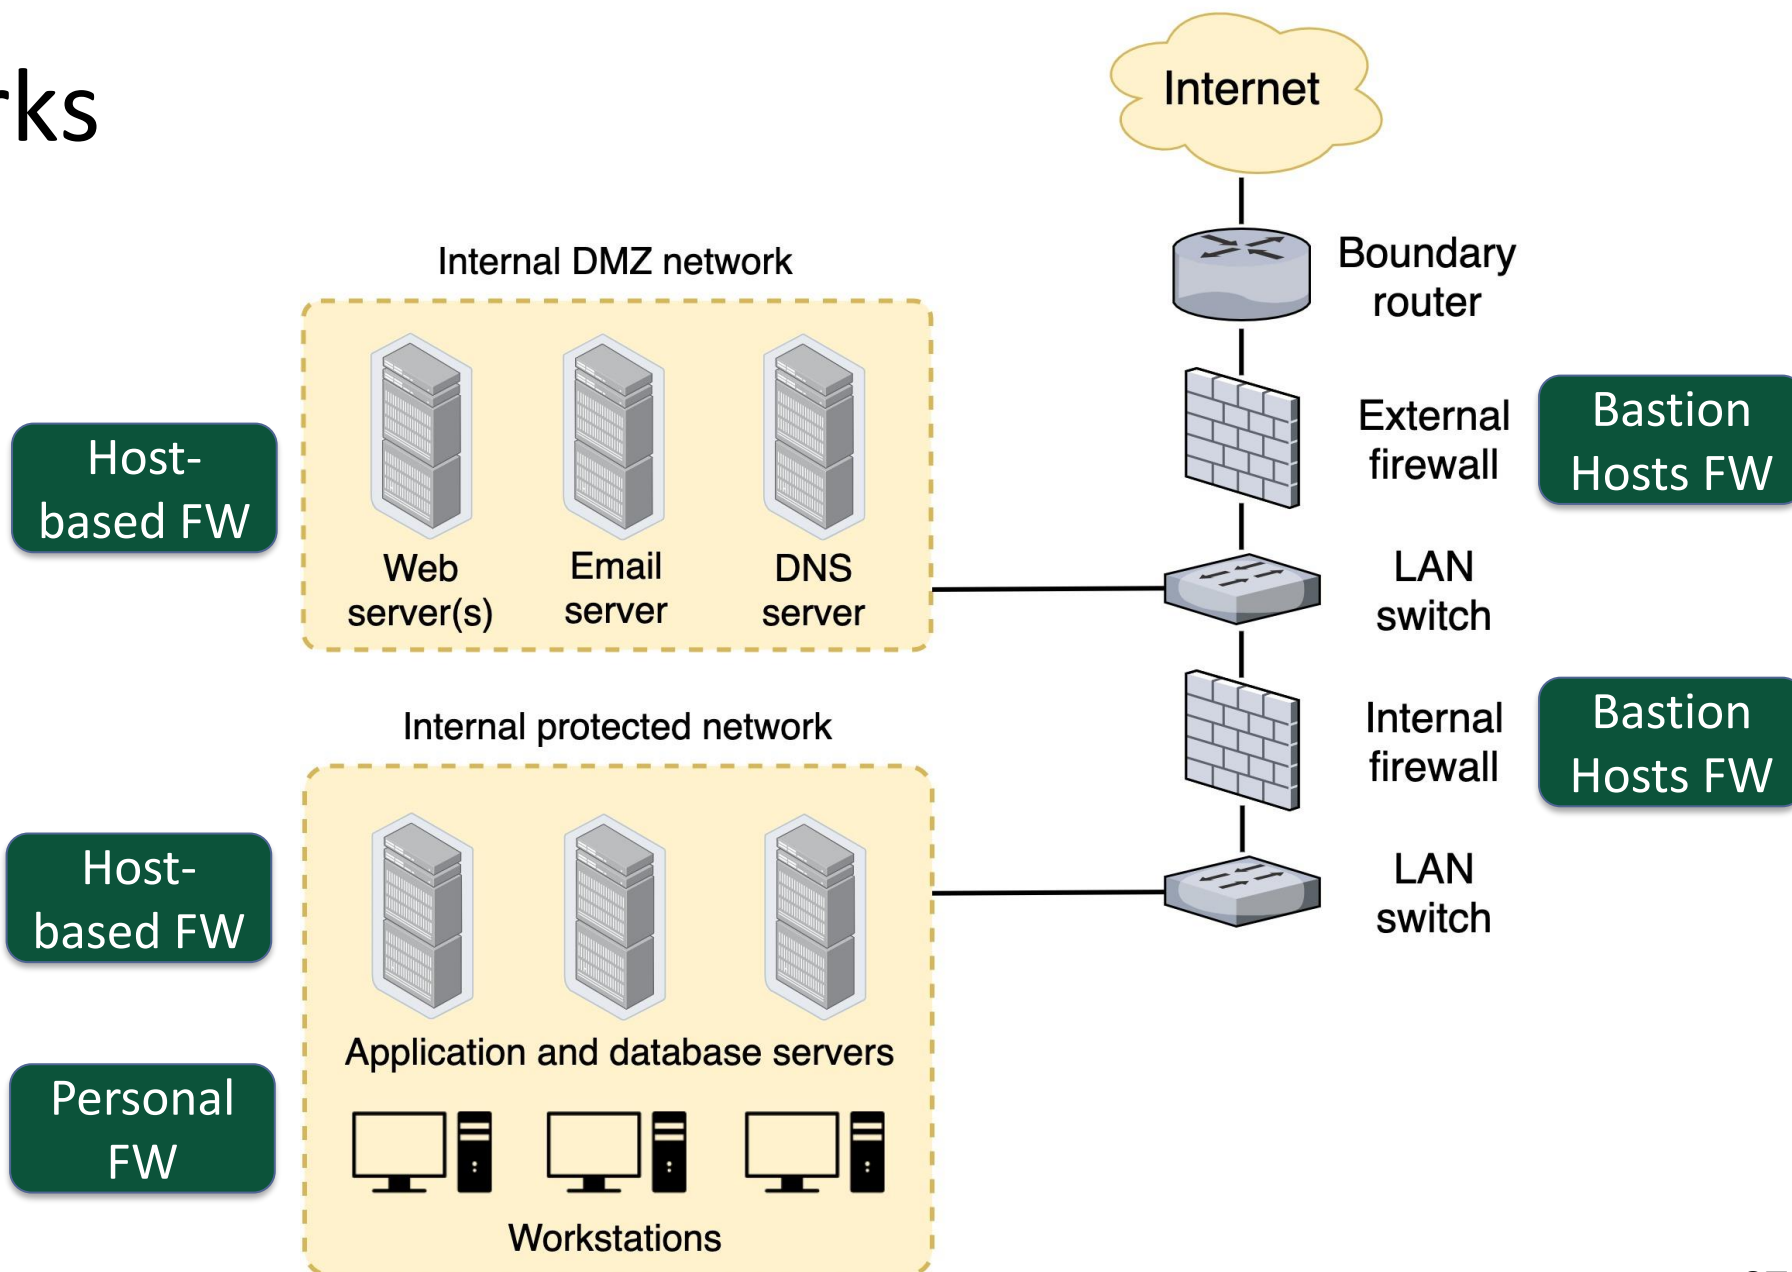 Internet
Internal DMZ network
Boundary
router
Host-
based FW
Web
server(s)
Email
server
DNS
server
External
firewall
Bastion
Hosts FW
LAN
switch
Internal protected network
Internal
firewall
Bastion
Hosts FW
Host-
based FW
LAN
switch
Application and database servers
Personal
FW
Workstations